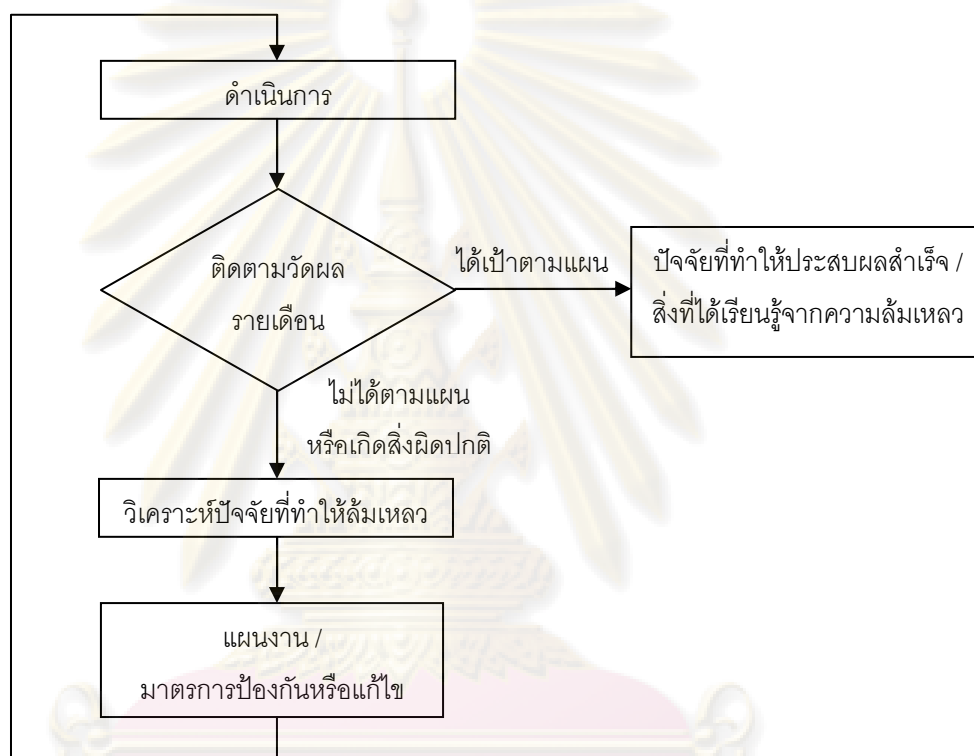 ดำเนินการ
ติดตามวัดผล
รายเดือน
ได้เป้าตามแผน
ปัจจัยที่ทำให้ประสบผลสำเร็จ /
สิ่งที่ได้เรียนรู้จากความล้มเหลว
ไม่ได้ตามแผน
หรือเกิดสิ่งผิดปกติ
วิเคราะห์ปัจจัยที่ทำให้ล้มเหลว
แผนงาน /
มาตรการป้องกันหรือแก้ไข